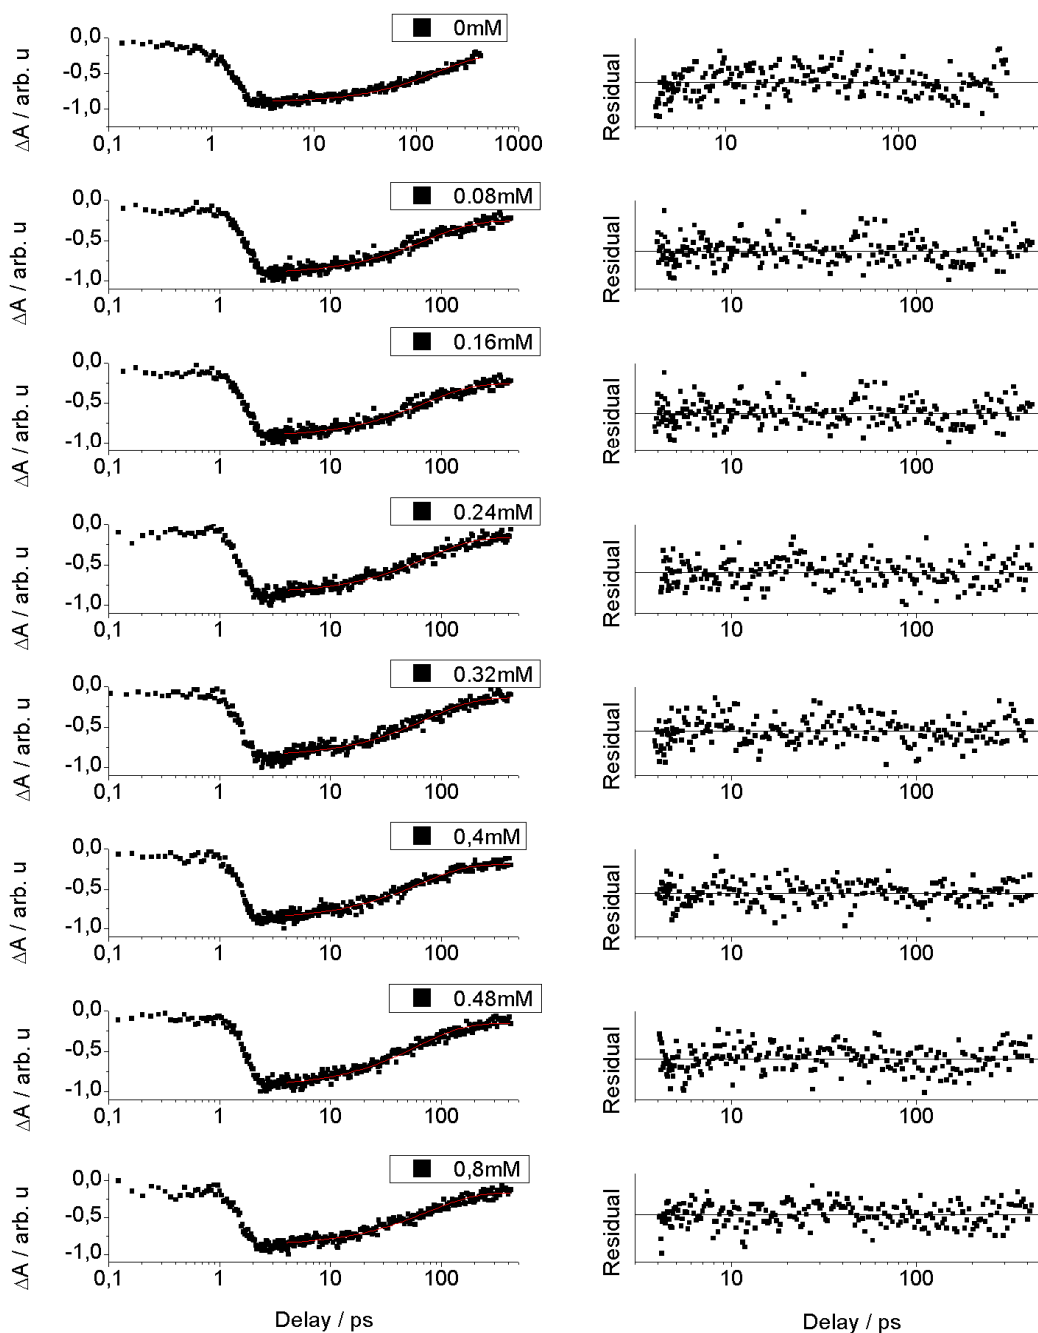 0mM
0,0
-0,5
-1,0
ΔA / arb. u
0,1 1 10 100 1000
Residual
10 100
0.08mM
0,0
-0,5
-1,0
ΔA / arb. u
0,1 1 10 100
Residual
10 100
0.16mM
0,0
-0,5
-1,0
ΔA / arb. u
0,1 1 10 100
Residual
10 100
0.24mM
0,0
-0,5
-1,0
ΔA / arb. u
0,1 1 10 100
Residual
10 100
0.32mM
0,0
-0,5
-1,0
ΔA / arb. u
0,1 1 10 100
Residual
10 100
0,4mM
0,0
-0,5
-1,0
ΔA / arb. u
0,1 1 10 100
Residual
10 100
0.48mM
0,0
-0,5
-1,0
ΔA / arb. u
0,1 1 10 100
Residual
10 100
0,8mM
0,0
-0,5
-1,0
ΔA / arb. u
0,1 1 10 100
Residual
10 100
Delay / ps
Delay / ps